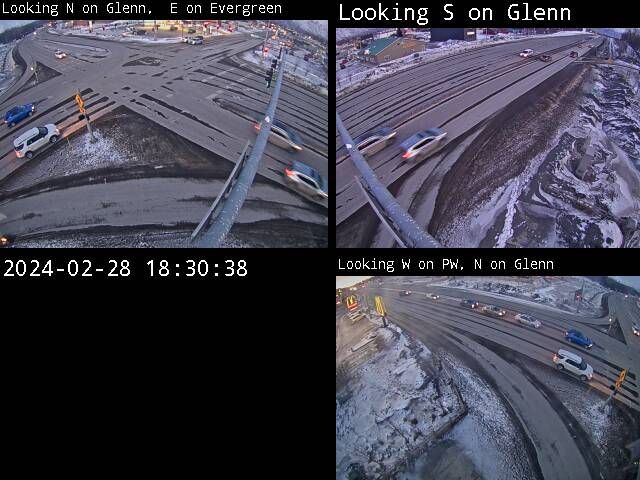 Looking N on Glenn,  E on Evergreen
Looking S on Glenn
2024-02-28 18:30:38
Looking W on PW, N on Glenn